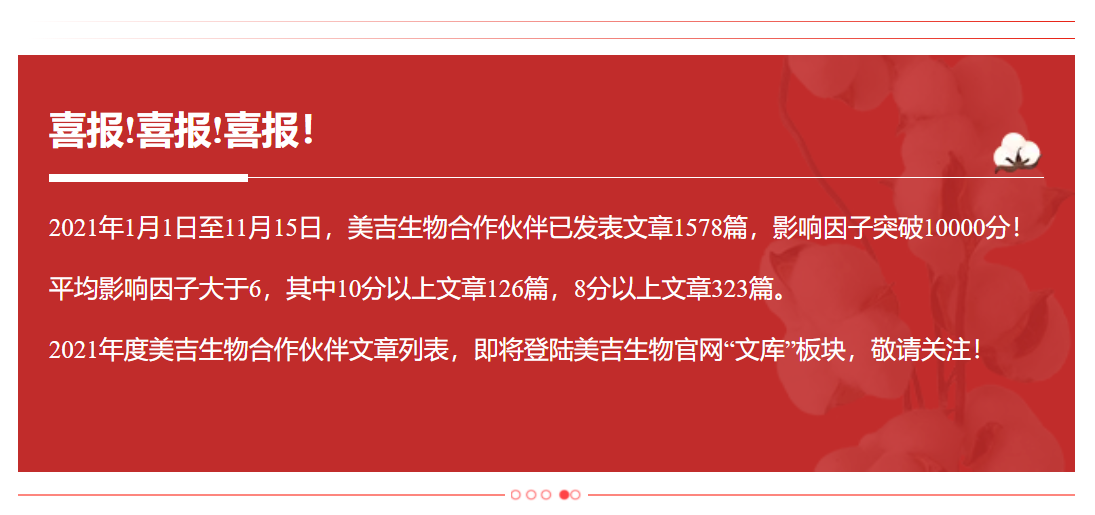 喜报!喜报!喜报！
2021年1月1日至11月15日，美吉生物合作伙伴已发表文章1578篇，影响因子突破10000分！
平均影响因子大于6，其中10分以上文章126篇，8分以上文章323篇。
2021年度美吉生物合作伙伴文章列表，即将登陆美吉生物官网“文库”板块，敬请关注！